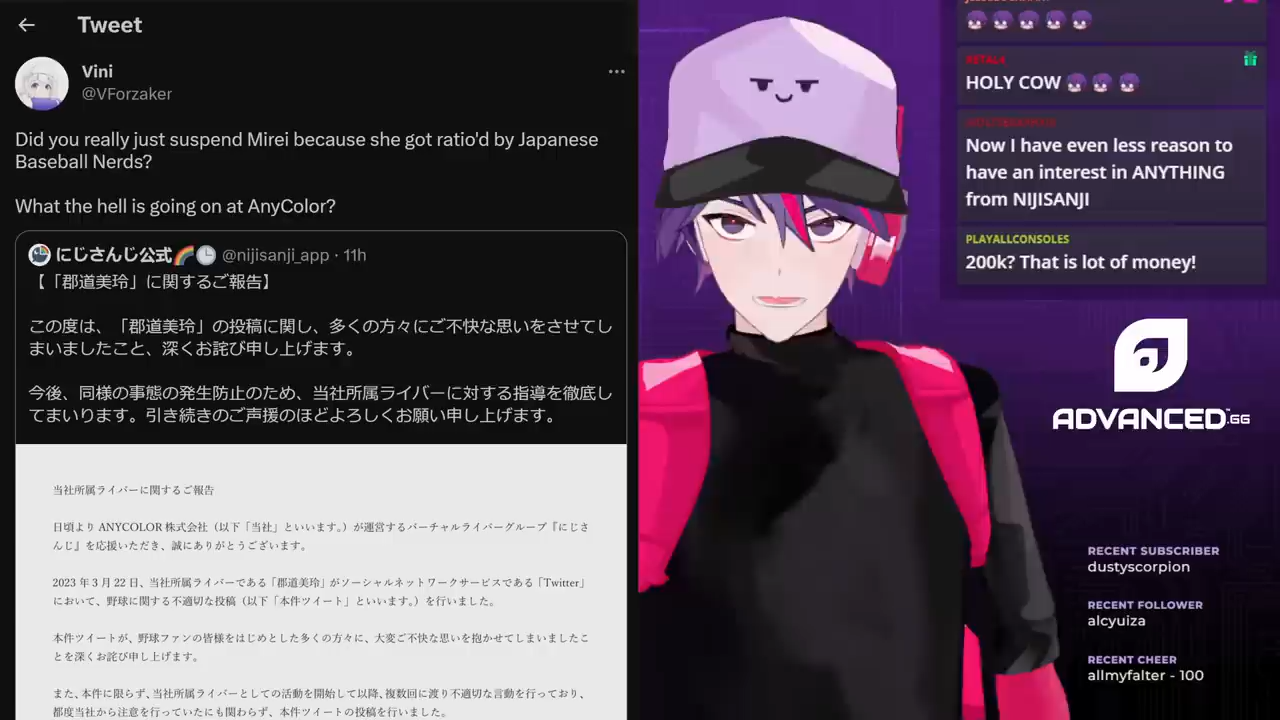 Tweet
Vini
@VForzaker
Did you really just suspend Mirei because she got ratio'd by Japanese
Baseball Nerds?
What the hell is going on at AnyColor?
にじさんじ公式🌈🕒 @nijisanji_app · 11h
【「郡道美玲」に関するご報告】
この度は、「郡道美玲」の投稿に関し、多くの方々にご不快な思いをさせてし
まいましたこと、深くお詫び申し上げます。
今後、同様の事態の発生防止のため、当社所属ライバーに対する指導を徹底し
てまいります。引き続きのご声援のほどよろしくお願い申し上げます。
当社所属ライバーに関するご報告
日頃より ANYCOLOR 株式会社（以下「当社」といいます。）が運営するバーチャルライバーグループ『にじさ
んじ』を応援いただき、誠にありがとうございます。
2023 年 3 月 22 日、当社所属ライバーである「郡道美玲」がソーシャルネットワークサービスである「Twitter」
において、野球に関する不適切な投稿（以下「本件ツイート」といいます。）を行いました。
本件ツイートが、野球ファンの皆様をはじめとした多くの方々に、大変ご不快な思いを抱かせてしまいましたこ
とを深くお詫び申し上げます。
また、本件に限らず、当社所属ライバーとしての活動を開始して以降、複数回に渡り不適切な言動を行っており、
都度当社から注意を行っていたにも関わらず、本件ツイートの投稿を行いました。
HOLY COW
Now I have even less reason to
have an interest in ANYTHING
from NIJISANJI
PLAYALLCONSOLES
200k? That is lot of money!
ADVANCED.GG
RECENT SUBSCRIBER
dustyscorpion
RECENT FOLLOWER
alcyuiza
RECENT CHEER
allmyfalter - 100